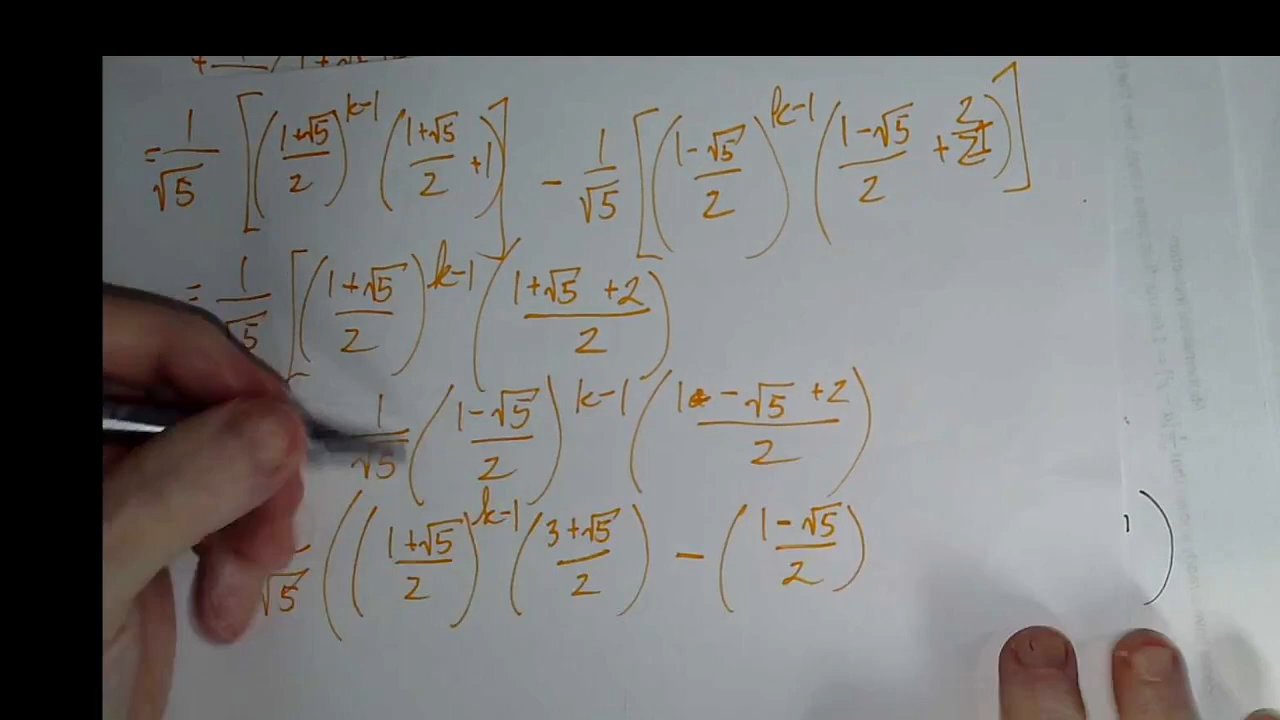 = 1/√5 [((1+√5)/2)^(k-1) ((1+√5)/2 + 1)] - 1/√5 [((1-√5)/2)^(k-1) ((1-√5)/2 + 2/2)]
= 1/√5 [((1+√5)/2)^(k-1) ((1+√5+2)/2)
1/√5 ((1-√5)/2)^(k-1) ((1-√5+2)/2)
√5 (((1+√5)/2)^(k-1) ((3+√5)/2) - ((1-√5)/2) )